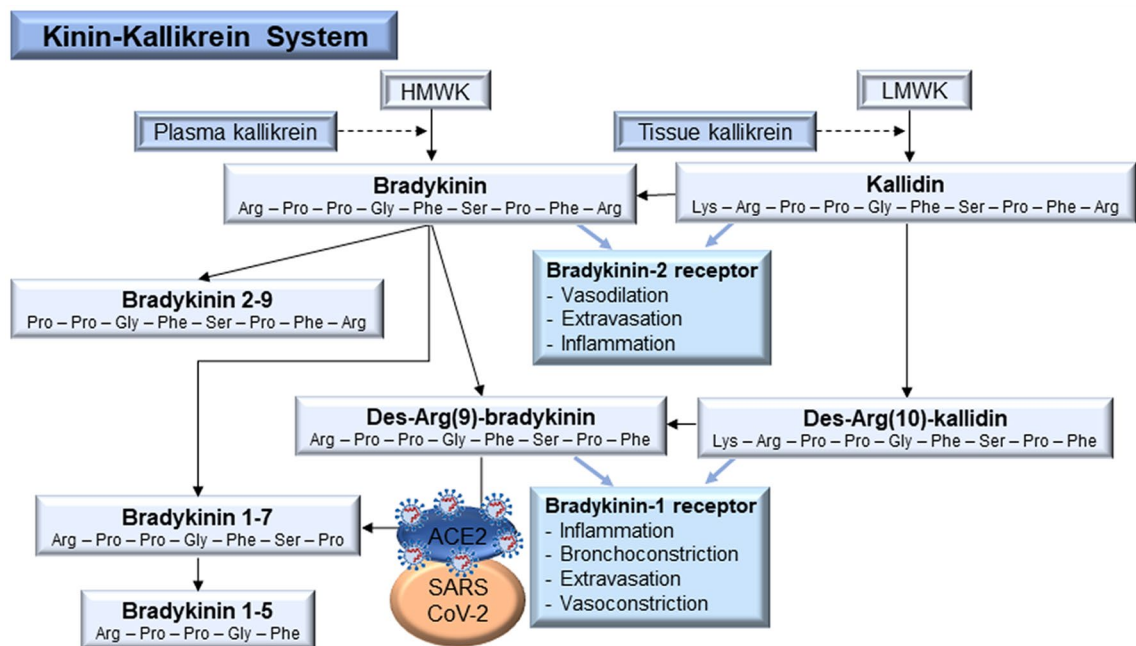 Kinin-Kallikrein System
HMWK
LMWK
Plasma kallikrein
Tissue kallikrein
Bradykinin
Arg – Pro – Pro – Gly – Phe – Ser – Pro – Phe – Arg
Kallidin
Lys – Arg – Pro – Pro – Gly – Phe – Ser – Pro – Phe – Arg
Bradykinin-2 receptor
- Vasodilation
- Extravasation
- Inflammation
Bradykinin 2-9
Pro – Pro – Gly – Phe – Ser – Pro – Phe – Arg
Des-Arg(9)-bradykinin
Arg – Pro – Pro – Gly – Phe – Ser – Pro – Phe
Des-Arg(10)-kallidin
Lys – Arg – Pro – Pro – Gly – Phe – Ser – Pro – Phe
Bradykinin-1 receptor
- Inflammation
- Bronchoconstriction
- Extravasation
- Vasoconstriction
Bradykinin 1-7
Arg – Pro – Pro – Gly – Phe – Ser – Pro
ACE2
SARS
CoV-2
Bradykinin 1-5
Arg – Pro – Pro – Gly – Phe